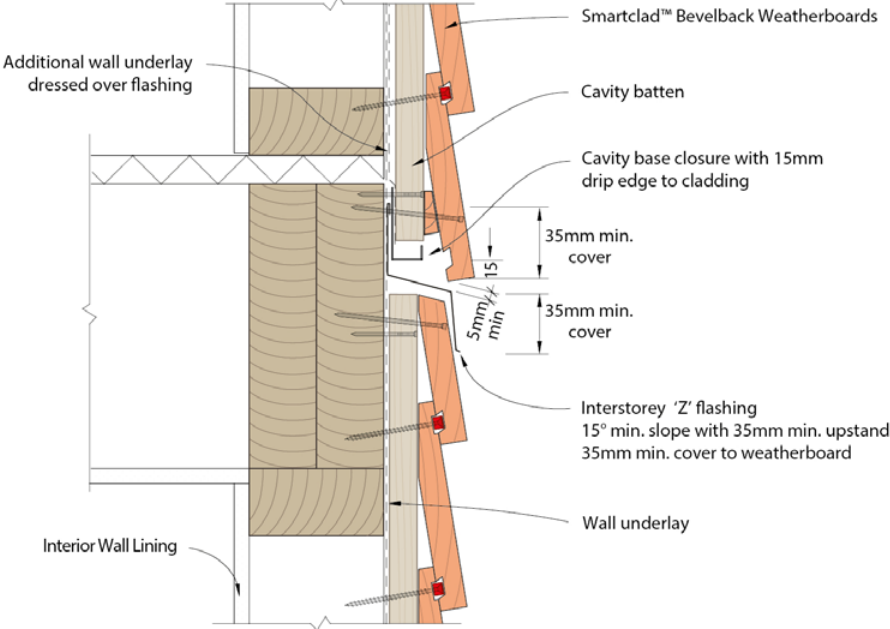 Smartclad™ Bevelback Weatherboards
Additional wall underlay
dressed over flashing
Cavity batten
Cavity base closure with 15mm
drip edge to cladding
35mm min.
cover
15
35mm min.
cover
5mm
min
Interstorey 'Z' flashing
15° min. slope with 35mm min. upstand
35mm min. cover to weatherboard
Wall underlay
Interior Wall Lining